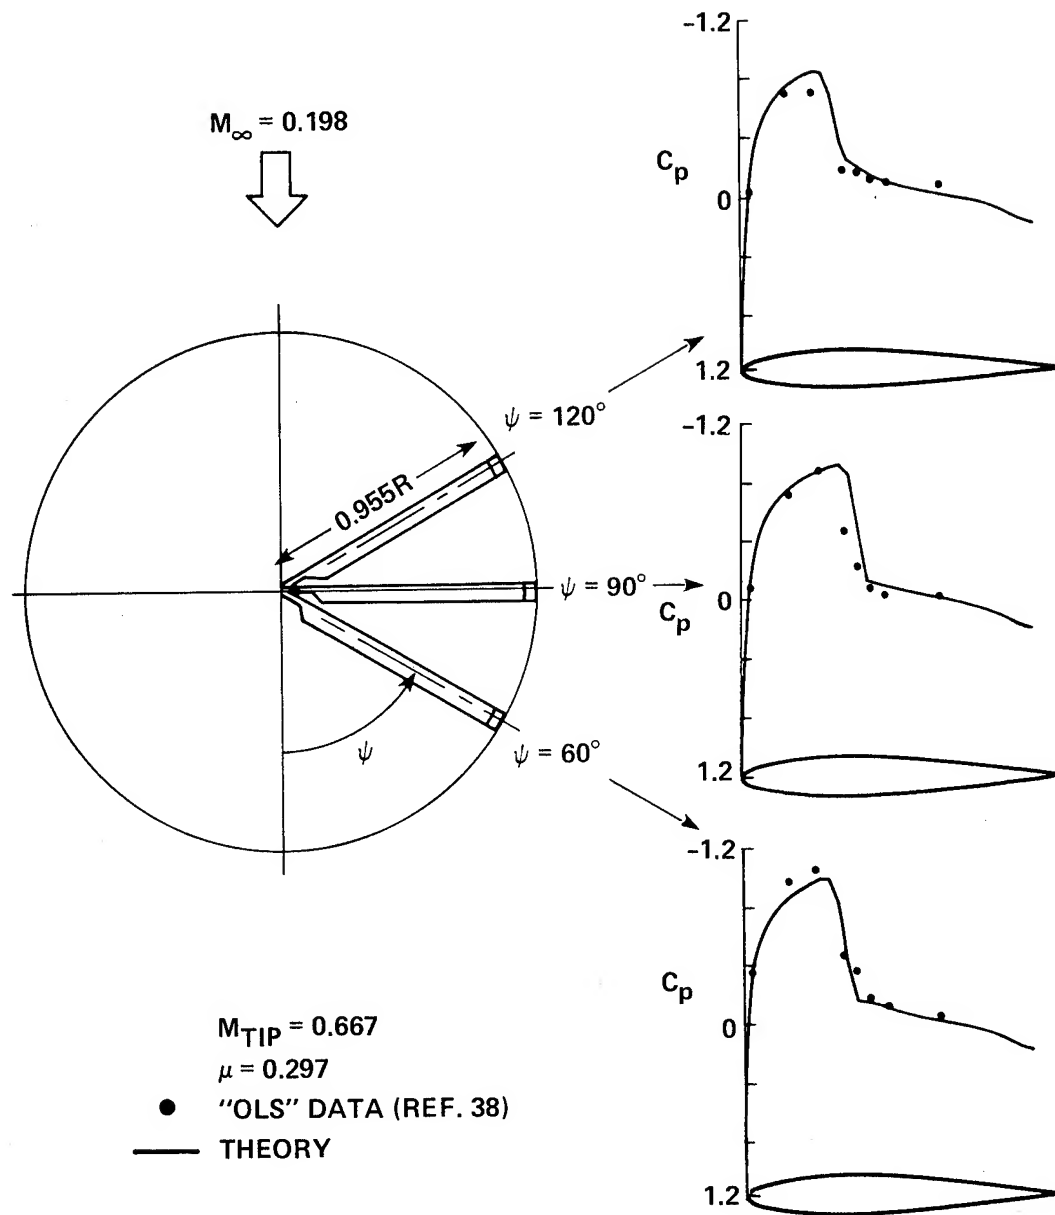 M∞ = 0.198
0.955R
ψ = 120°
ψ = 90°
ψ = 60°
ψ
−1.2
Cp
0
1.2
−1.2
Cp
0
1.2
−1.2
Cp
0
1.2
MTIP = 0.667
μ = 0.297
● "OLS" DATA (REF. 38)
THEORY